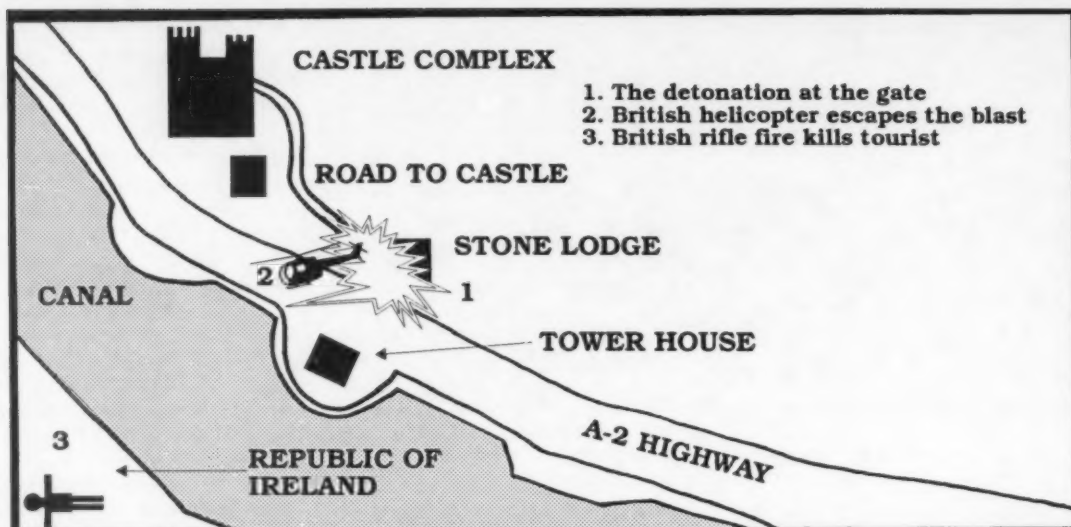 CASTLE COMPLEX
1. The detonation at the gate
2. British helicopter escapes the blast
3. British rifle fire kills tourist
ROAD TO CASTLE
STONE LODGE
2
1
CANAL
TOWER HOUSE
3
A-2 HIGHWAY
REPUBLIC OF
IRELAND